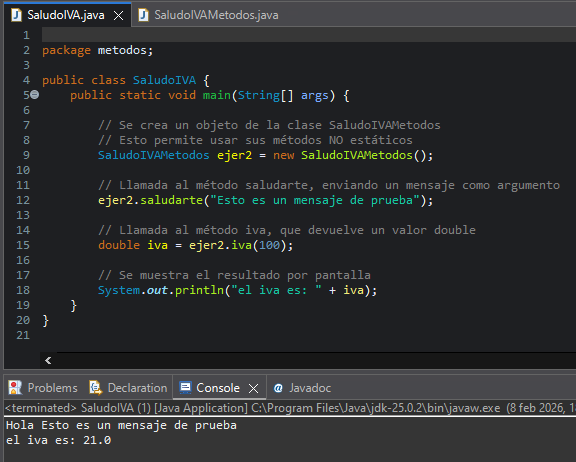 SaludoIVA.java SaludoIVAMetodos.java
1
2 package metodos;
3
4 public class SaludoIVA {
5 public static void main(String[] args) {
6
7 // Se crea un objeto de la clase SaludoIVAMetodos
8 // Esto permite usar sus métodos NO estáticos
9 SaludoIVAMetodos ejer2 = new SaludoIVAMetodos();
10
11 // Llamada al método saludarte, enviando un mensaje como argumento
12 ejer2.saludarte("Esto es un mensaje de prueba");
13
14 // Llamada al método iva, que devuelve un valor double
15 double iva = ejer2.iva(100);
16
17 // Se muestra el resultado por pantalla
18 System.out.println("el iva es: " + iva);
19 }
20 }
21
Problems Declaration Console Javadoc
<terminated> SaludoIVA (1) [Java Application] C:\Program Files\Java\jdk-25.0.2\bin\javaw.exe (8 feb 2026,
Hola Esto es un mensaje de prueba
el iva es: 21.0